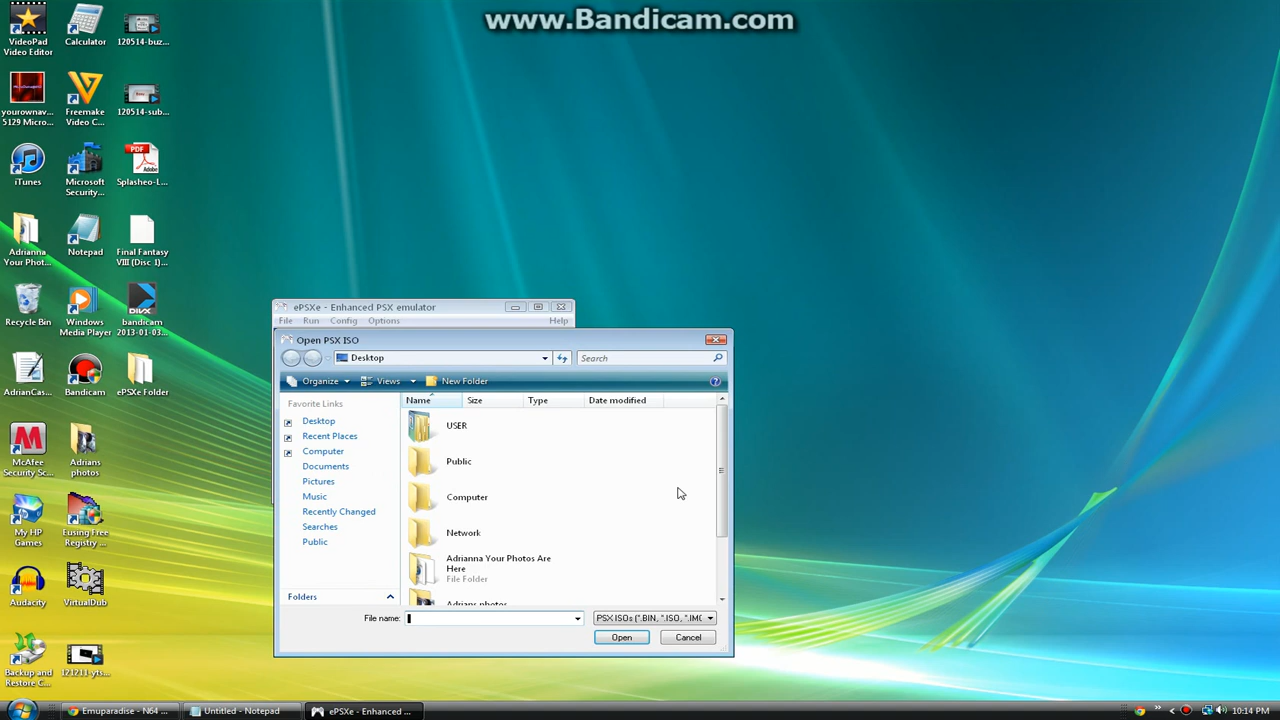 www.Bandicam.com
VideoPad
Video Editor
Calculator
120514-buz...
yourownav...
5129 Micro...
Freemake
Video C...
120514-sub...
iTunes
Microsoft
Security...
PDF
Adobe
Splasheo-L...
Adrianna
Your Phot...
Notepad
Final Fantasy
VIII (Disc 1)...
Recycle Bin
Windows
Media Player
DIVX
bandicam
2013-01-03...
AdrianCas...
Bandicam
ePSXe Folder
McAfee
Security Sc...
Adrians
photos
My HP
Games
Eusing Free
Registry ...
Audacity
VirtualDub
Backup and
Restore C...
121211-yts...
ePSXe - Enhanced PSX emulator
File Run Config Options Help
Open PSX ISO
Desktop
Search
Organize Views New Folder
Favorite Links
Desktop
Recent Places
Computer
Documents
Pictures
Music
Recently Changed
Searches
Public
Folders
Name Size Type Date modified
USER
Public
Computer
Network
Adrianna Your Photos Are
Here
File Folder
Adrians photos
File name:
PSX ISOs (*.BIN, *.ISO, *.IMG
Open Cancel
Emuparadise - N64 ...
Untitled - Notepad
ePSXe - Enhanced ...
10:14 PM